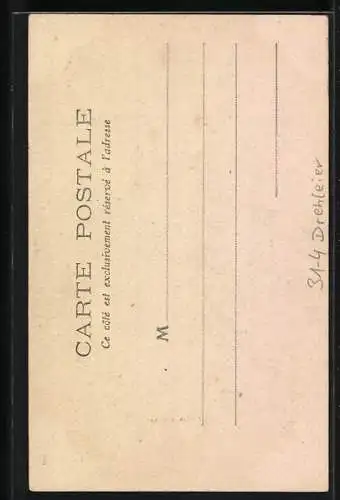 CARTE POSTALE
Ce côté est exclusivement réservé à l'adresse
M
31-4 Drehleier